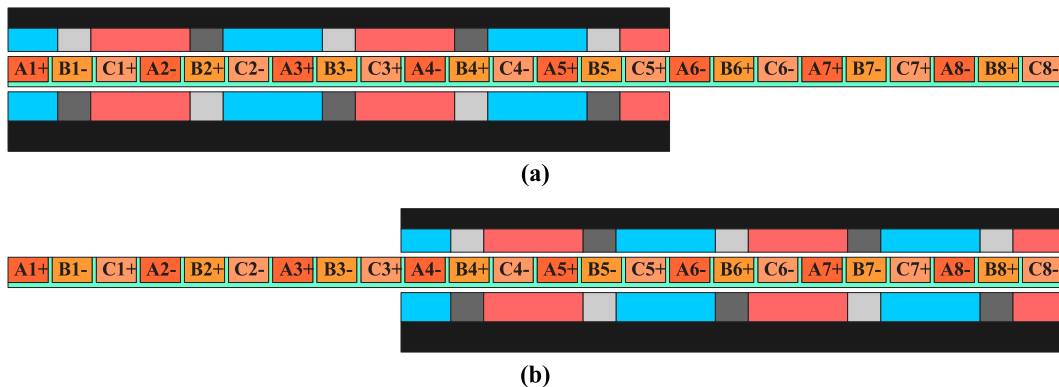 A1+ B1- C1+ A2- B2+ C2- A3+ B3- C3+ A4- B4+ C4- A5+ B5- C5+ A6- B6+ C6- A7+ B7- C7+ A8- B8+ C8-
(a)
A1+ B1- C1+ A2- B2+ C2- A3+ B3- C3+ A4- B4+ C4- A5+ B5- C5+ A6- B6+ C6- A7+ B7- C7+ A8- B8+ C8-
(b)